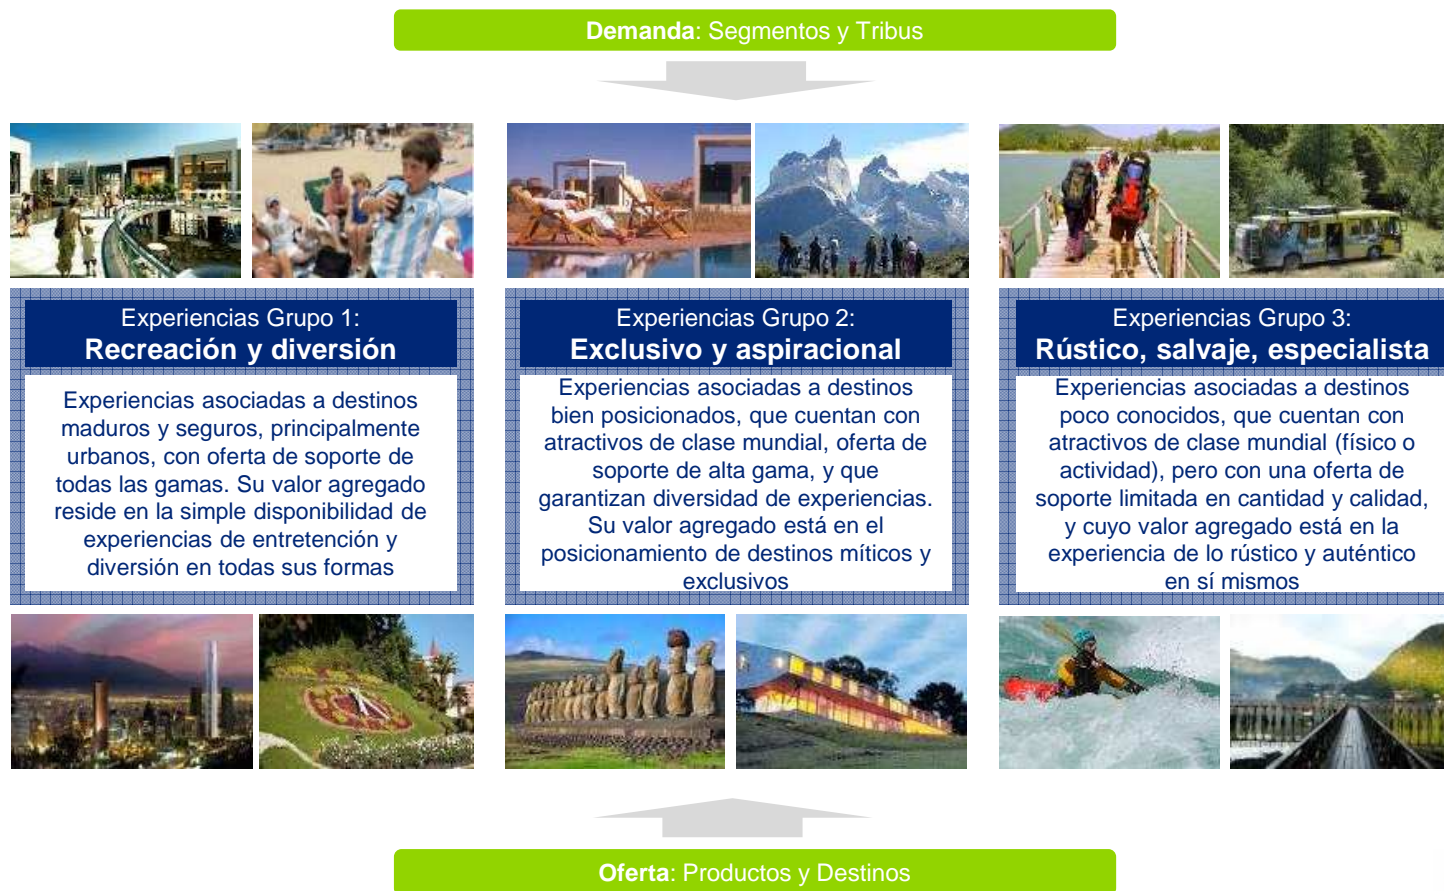 Demanda: Segmentos y Tribus
Experiencias Grupo 1:
Recreación y diversión
Experiencias asociadas a destinos
maduros y seguros, principalmente
urbanos, con oferta de soporte de
todas las gamas. Su valor agregado
reside en la simple disponibilidad de
experiencias de entretención y
diversión en todas sus formas
Experiencias Grupo 2:
Exclusivo y aspiracional
Experiencias asociadas a destinos
bien posicionados, que cuentan con
atractivos de clase mundial, oferta de
soporte de alta gama, y que
garantizan diversidad de experiencias.
Su valor agregado está en el
posicionamiento de destinos míticos y
exclusivos
Experiencias Grupo 3:
Rústico, salvaje, especialista
Experiencias asociadas a destinos
poco conocidos, que cuentan con
atractivos de clase mundial (físico o
actividad), pero con una oferta de
soporte limitada en cantidad y calidad,
y cuyo valor agregado está en la
experiencia de lo rústico y auténtico
en sí mismos
Oferta: Productos y Destinos